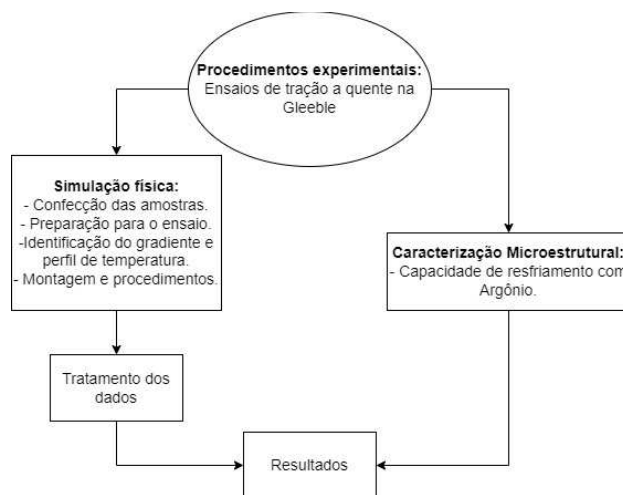 Procedimentos experimentais:
Ensaios de tração a quente na
Gleeble
Simulação física:
- Confecção das amostras.
- Preparação para o ensaio.
-Identificação do gradiente e
perfil de temperatura.
- Montagem e procedimentos.
Caracterização Microestrutural:
- Capacidade de resfriamento com
Argônio.
Tratamento dos
dados
Resultados